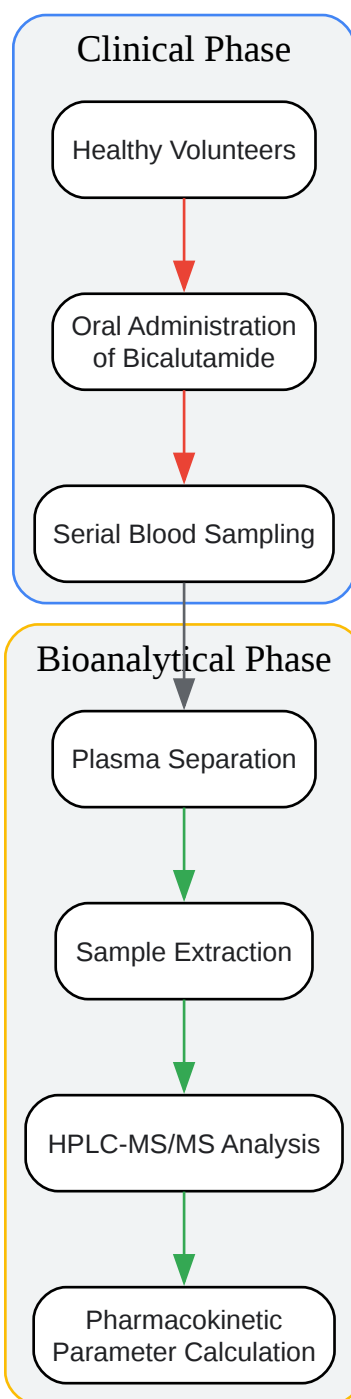 Clinical Phase
Healthy Volunteers
Oral Administration
of Bicalutamide
Serial Blood Sampling
Bioanalytical Phase
Plasma Separation
Sample Extraction
HPLC-MS/MS Analysis
Pharmacokinetic
Parameter Calculation